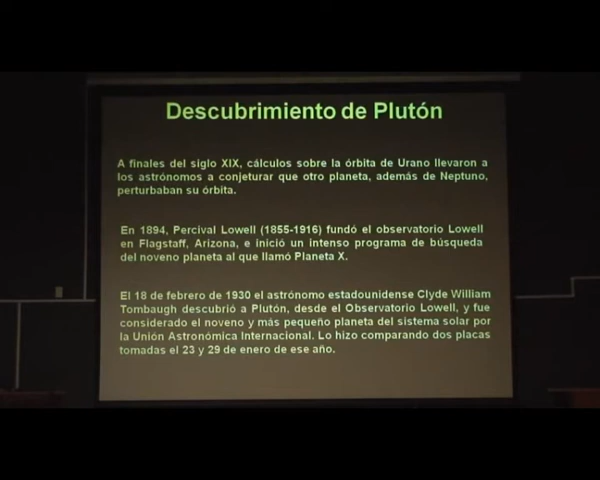 Descubrimiento de Plutón
A finales del siglo XIX, cálculos sobre la órbita de Urano llevaron a
los astrónomos a conjeturar que otro planeta, además de Neptuno,
perturbaban su órbita.
En 1894, Percival Lowell (1855-1916) fundó el observatorio Lowell
en Flagstaff, Arizona, e inició un intenso programa de búsqueda
del noveno planeta al que llamó Planeta X.
El 18 de febrero de 1930 el astrónomo estadounidense Clyde William
Tombaugh descubrió a Plutón, desde el Observatorio Lowell, y fue
considerado el noveno y más pequeño planeta del sistema solar por
la Unión Astronómica Internacional. Lo hizo comparando dos placas
tomadas el 23 y 29 de enero de ese año.